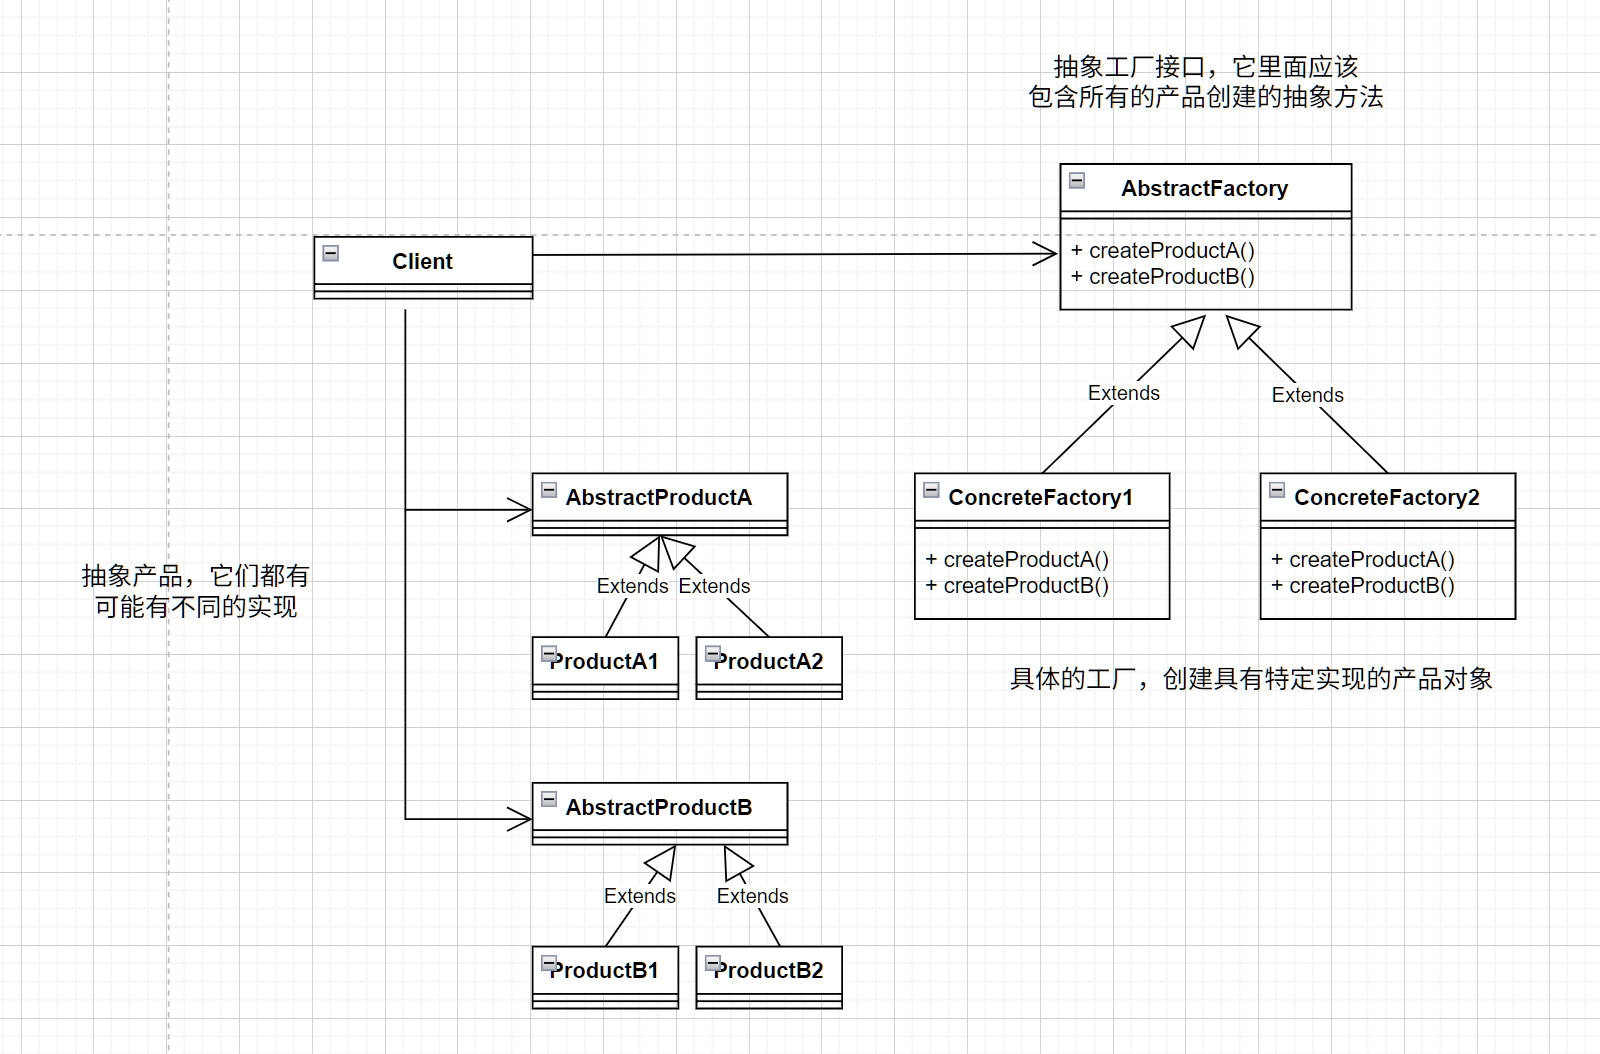 抽象工厂接口，它里面应该
包含所有的产品创建的抽象方法
AbstractFactory
+ createProductA()
+ createProductB()
Client
Extends
Extends
AbstractProductA
ConcreteFactory1
+ createProductA()
+ createProductB()
ConcreteFactory2
+ createProductA()
+ createProductB()
抽象产品，它们都有
可能有不同的实现
Extends
Extends
ProductA1
ProductA2
具体的工厂，创建具有特定实现的产品对象
AbstractProductB
Extends
Extends
ProductB1
ProductB2